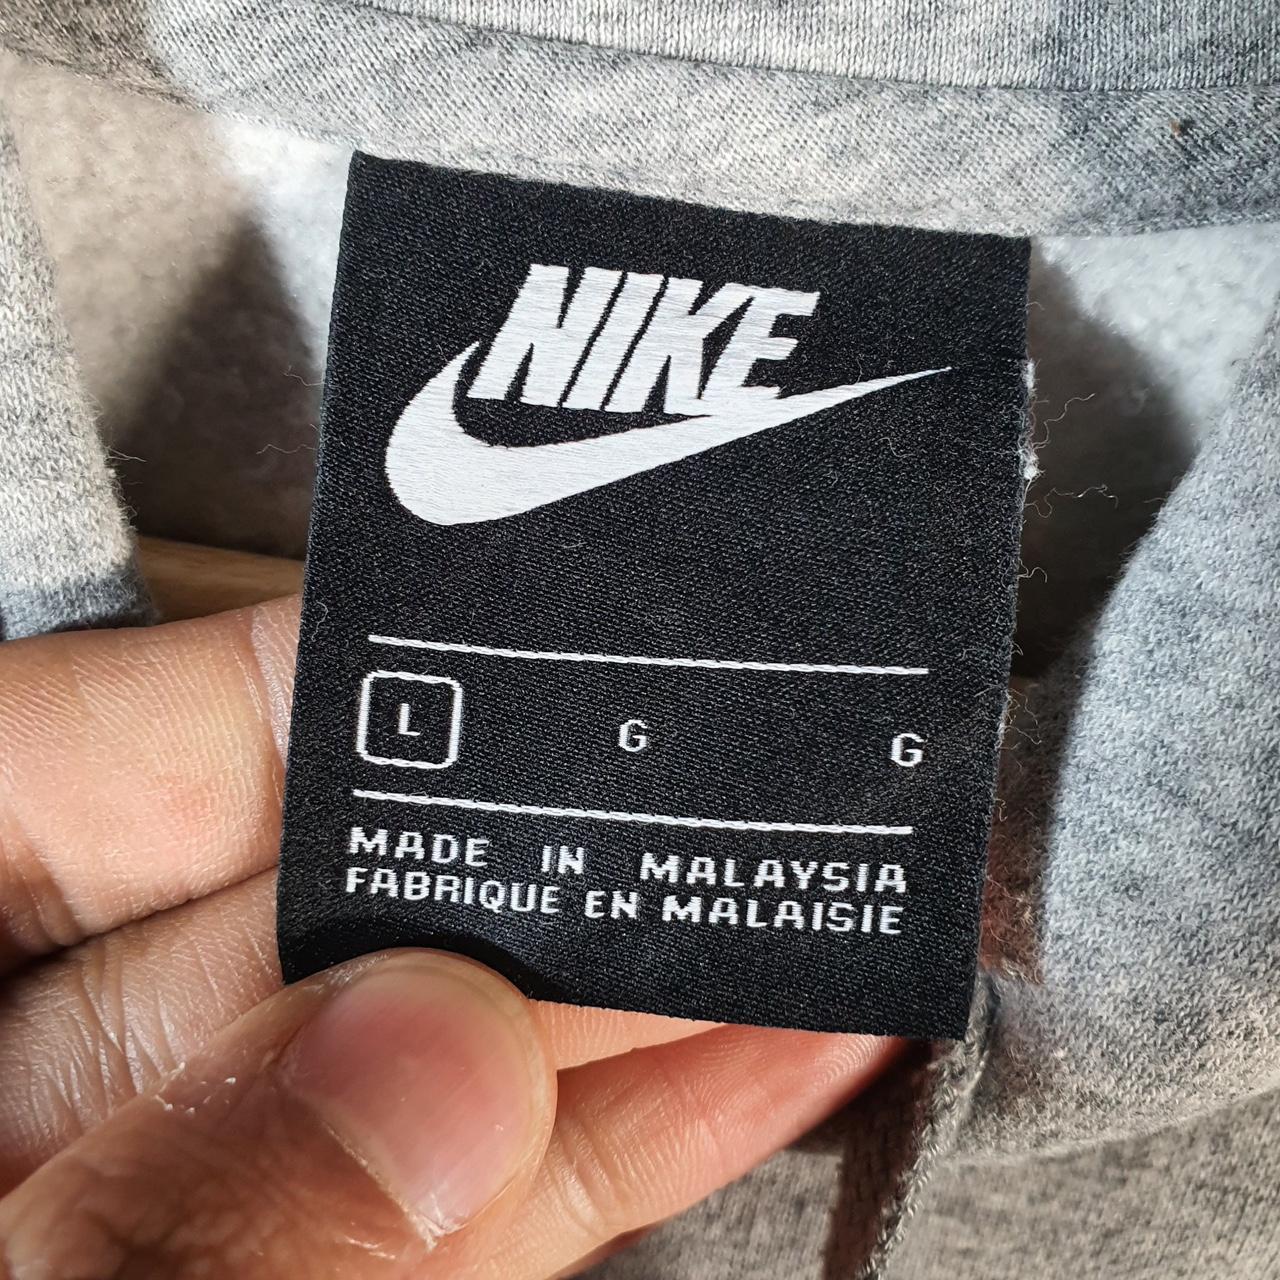 NIKE
L G G
MADE IN MALAYSIA
FABRIQUE EN MALAISIE